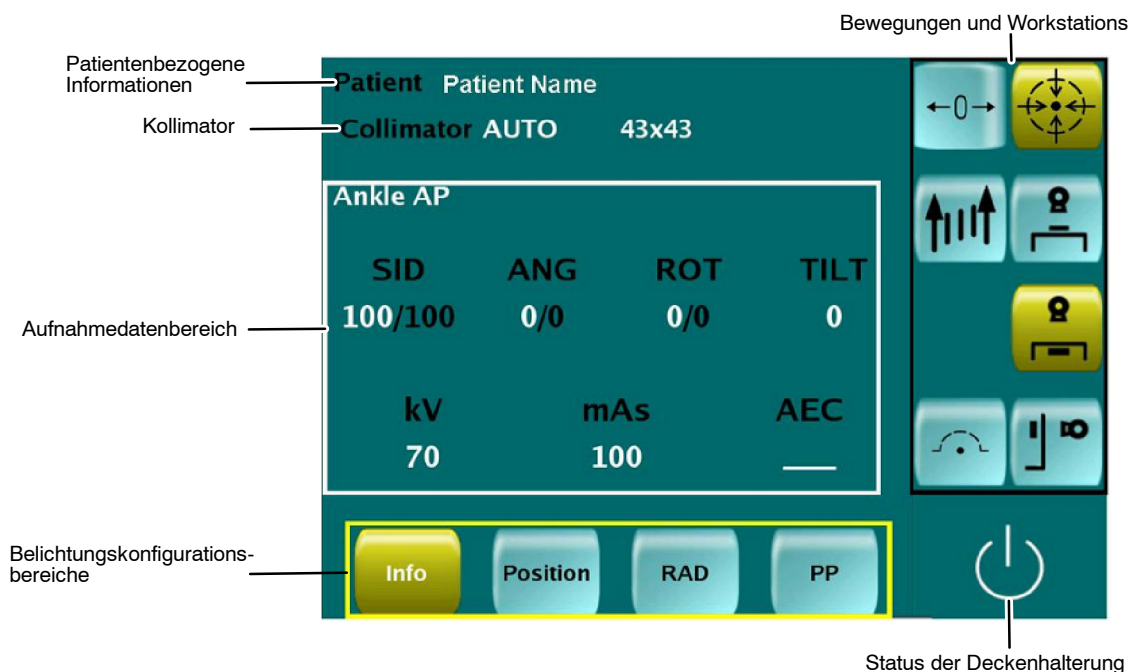 Bewegungen und Workstations
Patientenbezogene
Informationen
Patient Patient Name
Kollimator
Collimator AUTO 43x43
←0→
Ankle AP
SID ANG ROT TILT
Aufnahmedatenbereich
100/100 0/0 0/0 0
kV mAs AEC
70 100 __
Belichtungskonfigurations-
bereiche
Info Position RAD PP
Status der Deckenhalterung